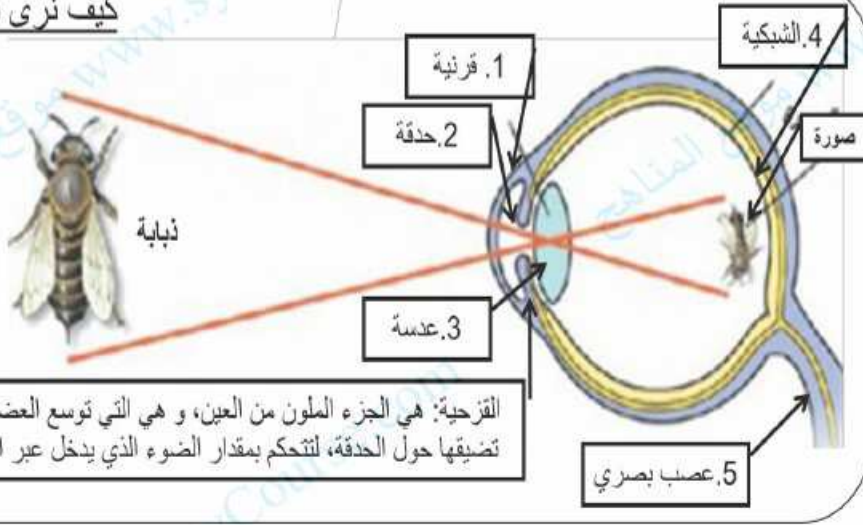 كيف نرى
4.الشبكية
1. قرنية
2.حدقة
صورة
ذبابة
3.عدسة
القزحية: هي الجزء الملون من العين، و هي التي توسع العض
تضيقها حول الحدقة، لتتحكم بمقدار الضوء الذي يدخل عبر ا
5.عصب بصري